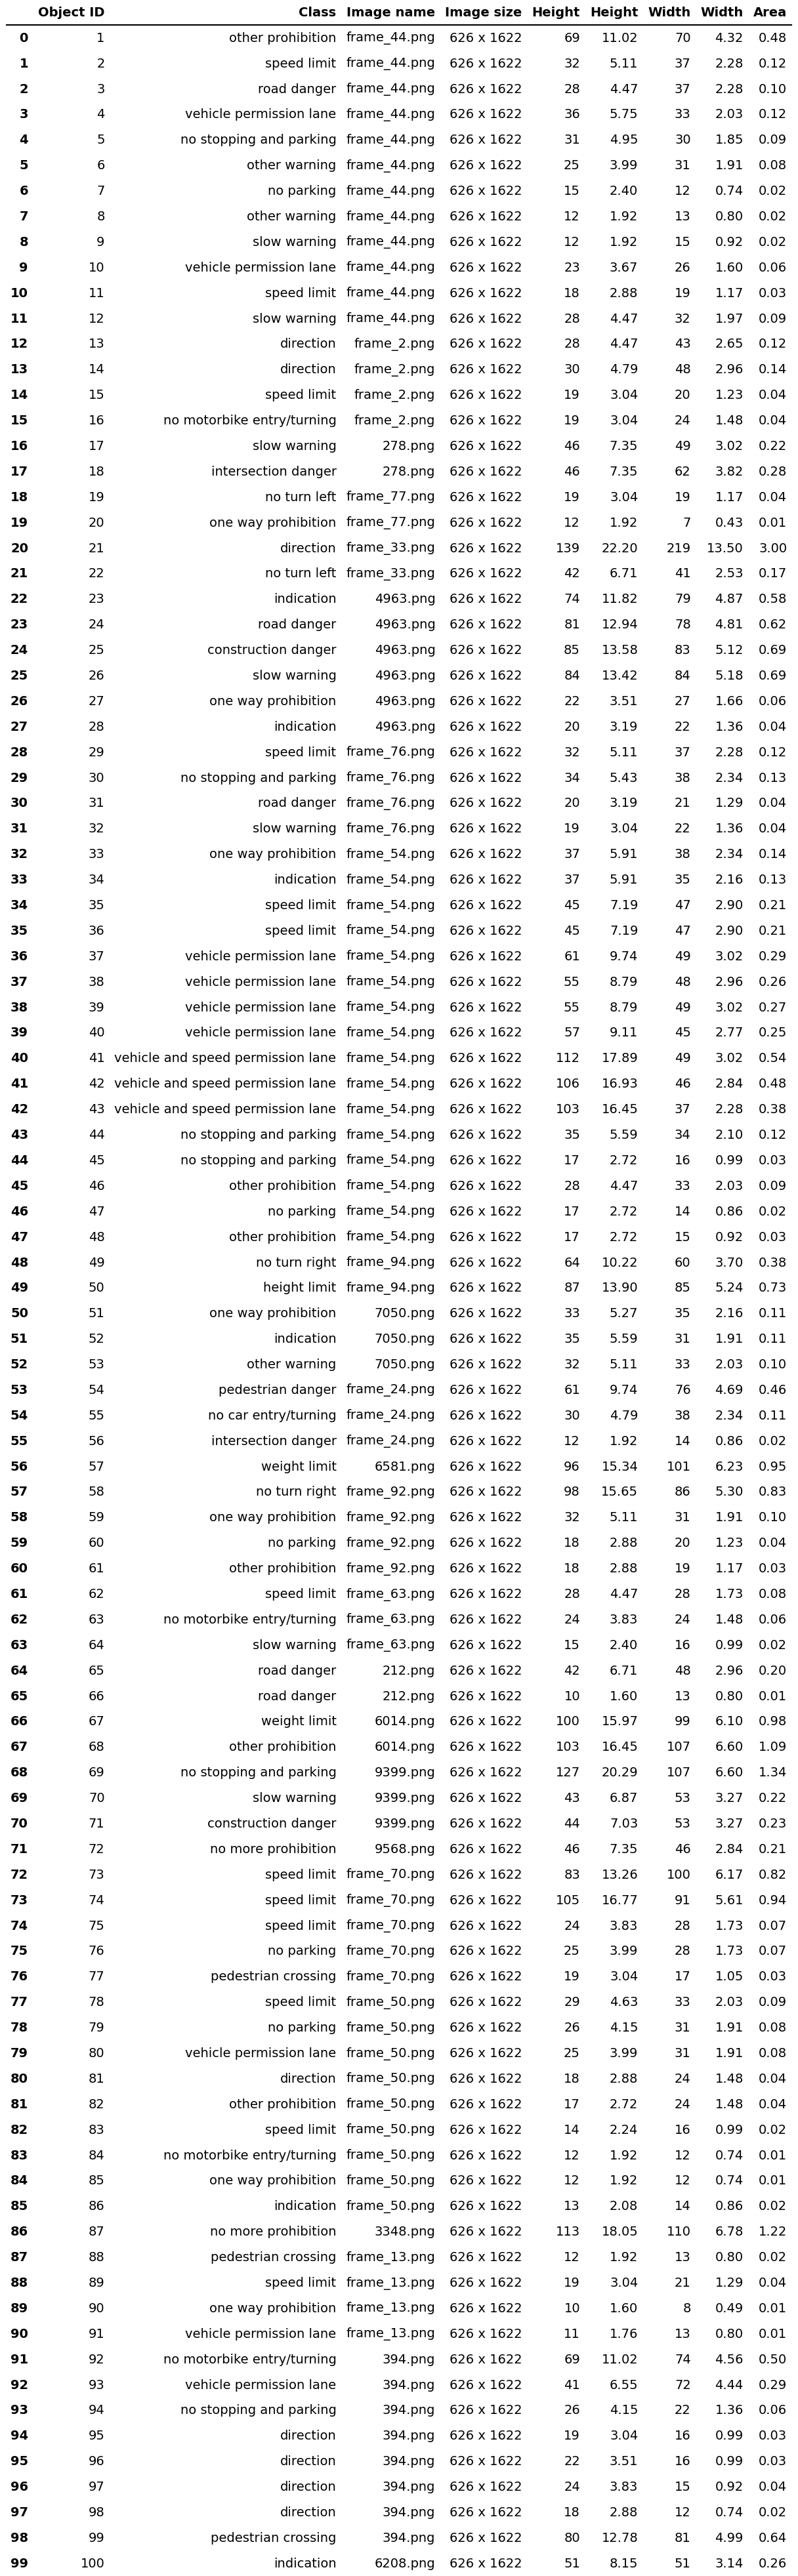 Object ID Class Image name Image size Height Height Width Width Area
0 1 other prohibition frame_44.png 626 x 1622 69 11.02 70 4.32 0.48
1 2 speed limit frame_44.png 626 x 1622 32 5.11 37 2.28 0.12
2 3 road danger frame_44.png 626 x 1622 28 4.47 37 2.28 0.10
3 4 vehicle permission lane frame_44.png 626 x 1622 36 5.75 33 2.03 0.12
4 5 no stopping and parking frame_44.png 626 x 1622 31 4.95 30 1.85 0.09
5 6 other warning frame_44.png 626 x 1622 25 3.99 31 1.91 0.08
6 7 no parking frame_44.png 626 x 1622 15 2.40 12 0.74 0.02
7 8 other warning frame_44.png 626 x 1622 12 1.92 13 0.80 0.02
8 9 slow warning frame_44.png 626 x 1622 12 1.92 15 0.92 0.02
9 10 vehicle permission lane frame_44.png 626 x 1622 23 3.67 26 1.60 0.06
10 11 speed limit frame_44.png 626 x 1622 18 2.88 19 1.17 0.03
11 12 slow warning frame_44.png 626 x 1622 28 4.47 32 1.97 0.09
12 13 direction frame_2.png 626 x 1622 28 4.47 43 2.65 0.12
13 14 direction frame_2.png 626 x 1622 30 4.79 48 2.96 0.14
14 15 speed limit frame_2.png 626 x 1622 19 3.04 20 1.23 0.04
15 16 no motorbike entry/turning frame_2.png 626 x 1622 19 3.04 24 1.48 0.04
16 17 slow warning 278.png 626 x 1622 46 7.35 49 3.02 0.22
17 18 intersection danger 278.png 626 x 1622 46 7.35 62 3.82 0.28
18 19 no turn left frame_77.png 626 x 1622 19 3.04 19 1.17 0.04
19 20 one way prohibition frame_77.png 626 x 1622 12 1.92 7 0.43 0.01
20 21 direction frame_33.png 626 x 1622 139 22.20 219 13.50 3.00
21 22 no turn left frame_33.png 626 x 1622 42 6.71 41 2.53 0.17
22 23 indication 4963.png 626 x 1622 74 11.82 79 4.87 0.58
23 24 road danger 4963.png 626 x 1622 81 12.94 78 4.81 0.62
24 25 construction danger 4963.png 626 x 1622 85 13.58 83 5.12 0.69
25 26 slow warning 4963.png 626 x 1622 84 13.42 84 5.18 0.69
26 27 one way prohibition 4963.png 626 x 1622 22 3.51 27 1.66 0.06
27 28 indication 4963.png 626 x 1622 20 3.19 22 1.36 0.04
28 29 speed limit frame_76.png 626 x 1622 32 5.11 37 2.28 0.12
29 30 no stopping and parking frame_76.png 626 x 1622 34 5.43 38 2.34 0.13
30 31 road danger frame_76.png 626 x 1622 20 3.19 21 1.29 0.04
31 32 slow warning frame_76.png 626 x 1622 19 3.04 22 1.36 0.04
32 33 one way prohibition frame_54.png 626 x 1622 37 5.91 38 2.34 0.14
33 34 indication frame_54.png 626 x 1622 37 5.91 35 2.16 0.13
34 35 speed limit frame_54.png 626 x 1622 45 7.19 47 2.90 0.21
35 36 speed limit frame_54.png 626 x 1622 45 7.19 47 2.90 0.21
36 37 vehicle permission lane frame_54.png 626 x 1622 61 9.74 49 3.02 0.29
37 38 vehicle permission lane frame_54.png 626 x 1622 55 8.79 48 2.96 0.26
38 39 vehicle permission lane frame_54.png 626 x 1622 55 8.79 49 3.02 0.27
39 40 vehicle permission lane frame_54.png 626 x 1622 57 9.11 45 2.77 0.25
40 41 vehicle and speed permission lane frame_54.png 626 x 1622 112 17.89 49 3.02 0.54
41 42 vehicle and speed permission lane frame_54.png 626 x 1622 106 16.93 46 2.84 0.48
42 43 vehicle and speed permission lane frame_54.png 626 x 1622 103 16.45 37 2.28 0.38
43 44 no stopping and parking frame_54.png 626 x 1622 35 5.59 34 2.10 0.12
44 45 no stopping and parking frame_54.png 626 x 1622 17 2.72 16 0.99 0.03
45 46 other prohibition frame_54.png 626 x 1622 28 4.47 33 2.03 0.09
46 47 no parking frame_54.png 626 x 1622 17 2.72 14 0.86 0.02
47 48 other prohibition frame_54.png 626 x 1622 17 2.72 15 0.92 0.03
48 49 no turn right frame_94.png 626 x 1622 64 10.22 60 3.70 0.38
49 50 height limit frame_94.png 626 x 1622 87 13.90 85 5.24 0.73
50 51 one way prohibition 7050.png 626 x 1622 33 5.27 35 2.16 0.11
51 52 indication 7050.png 626 x 1622 35 5.59 31 1.91 0.11
52 53 other warning 7050.png 626 x 1622 32 5.11 33 2.03 0.10
53 54 pedestrian danger frame_24.png 626 x 1622 61 9.74 76 4.69 0.46
54 55 no car entry/turning frame_24.png 626 x 1622 30 4.79 38 2.34 0.11
55 56 intersection danger frame_24.png 626 x 1622 12 1.92 14 0.86 0.02
56 57 weight limit 6581.png 626 x 1622 96 15.34 101 6.23 0.95
57 58 no turn right frame_92.png 626 x 1622 98 15.65 86 5.30 0.83
58 59 one way prohibition frame_92.png 626 x 1622 32 5.11 31 1.91 0.10
59 60 no parking frame_92.png 626 x 1622 18 2.88 20 1.23 0.04
60 61 other prohibition frame_92.png 626 x 1622 18 2.88 19 1.17 0.03
61 62 speed limit frame_63.png 626 x 1622 28 4.47 28 1.73 0.08
62 63 no motorbike entry/turning frame_63.png 626 x 1622 24 3.83 24 1.48 0.06
63 64 slow warning frame_63.png 626 x 1622 15 2.40 16 0.99 0.02
64 65 road danger 212.png 626 x 1622 42 6.71 48 2.96 0.20
65 66 road danger 212.png 626 x 1622 10 1.60 13 0.80 0.01
66 67 weight limit 6014.png 626 x 1622 100 15.97 99 6.10 0.98
67 68 other prohibition 6014.png 626 x 1622 103 16.45 107 6.60 1.09
68 69 no stopping and parking 9399.png 626 x 1622 127 20.29 107 6.60 1.34
69 70 slow warning 9399.png 626 x 1622 43 6.87 53 3.27 0.22
70 71 construction danger 9399.png 626 x 1622 44 7.03 53 3.27 0.23
71 72 no more prohibition 9568.png 626 x 1622 46 7.35 46 2.84 0.21
72 73 speed limit frame_70.png 626 x 1622 83 13.26 100 6.17 0.82
73 74 speed limit frame_70.png 626 x 1622 105 16.77 91 5.61 0.94
74 75 speed limit frame_70.png 626 x 1622 24 3.83 28 1.73 0.07
75 76 no parking frame_70.png 626 x 1622 25 3.99 28 1.73 0.07
76 77 pedestrian crossing frame_70.png 626 x 1622 19 3.04 17 1.05 0.03
77 78 speed limit frame_50.png 626 x 1622 29 4.63 33 2.03 0.09
78 79 no parking frame_50.png 626 x 1622 26 4.15 31 1.91 0.08
79 80 vehicle permission lane frame_50.png 626 x 1622 25 3.99 31 1.91 0.08
80 81 direction frame_50.png 626 x 1622 18 2.88 24 1.48 0.04
81 82 other prohibition frame_50.png 626 x 1622 17 2.72 24 1.48 0.04
82 83 speed limit frame_50.png 626 x 1622 14 2.24 16 0.99 0.02
83 84 no motorbike entry/turning frame_50.png 626 x 1622 12 1.92 12 0.74 0.01
84 85 one way prohibition frame_50.png 626 x 1622 12 1.92 12 0.74 0.01
85 86 indication frame_50.png 626 x 1622 13 2.08 14 0.86 0.02
86 87 no more prohibition 3348.png 626 x 1622 113 18.05 110 6.78 1.22
87 88 pedestrian crossing frame_13.png 626 x 1622 12 1.92 13 0.80 0.02
88 89 speed limit frame_13.png 626 x 1622 19 3.04 21 1.29 0.04
89 90 one way prohibition frame_13.png 626 x 1622 10 1.60 8 0.49 0.01
90 91 vehicle permission lane frame_13.png 626 x 1622 11 1.76 13 0.80 0.01
91 92 no motorbike entry/turning 394.png 626 x 1622 69 11.02 74 4.56 0.50
92 93 vehicle permission lane 394.png 626 x 1622 41 6.55 72 4.44 0.29
93 94 no stopping and parking 394.png 626 x 1622 26 4.15 22 1.36 0.06
94 95 direction 394.png 626 x 1622 19 3.04 16 0.99 0.03
95 96 direction 394.png 626 x 1622 22 3.51 16 0.99 0.03
96 97 direction 394.png 626 x 1622 24 3.83 15 0.92 0.04
97 98 direction 394.png 626 x 1622 18 2.88 12 0.74 0.02
98 99 pedestrian crossing 394.png 626 x 1622 80 12.78 81 4.99 0.64
99 100 indication 6208.png 626 x 1622 51 8.15 51 3.14 0.26